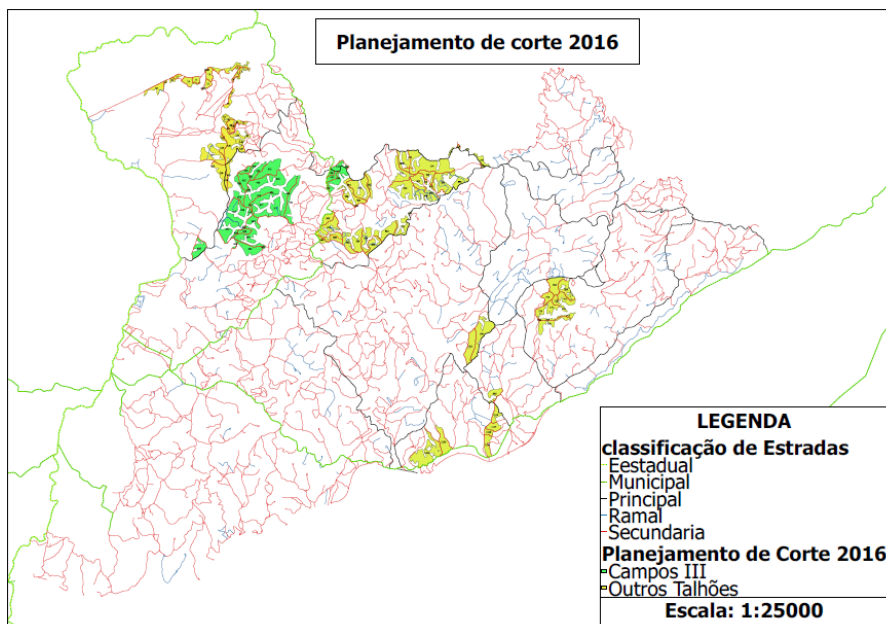 Planejamento de corte 2016
LEGENDA
classificação de Estradas
Eestadual
Municipal
Principal
Ramal
Secundaria
Planejamento de Corte 2016
Campos III
Outros Talhões
Escala: 1:25000